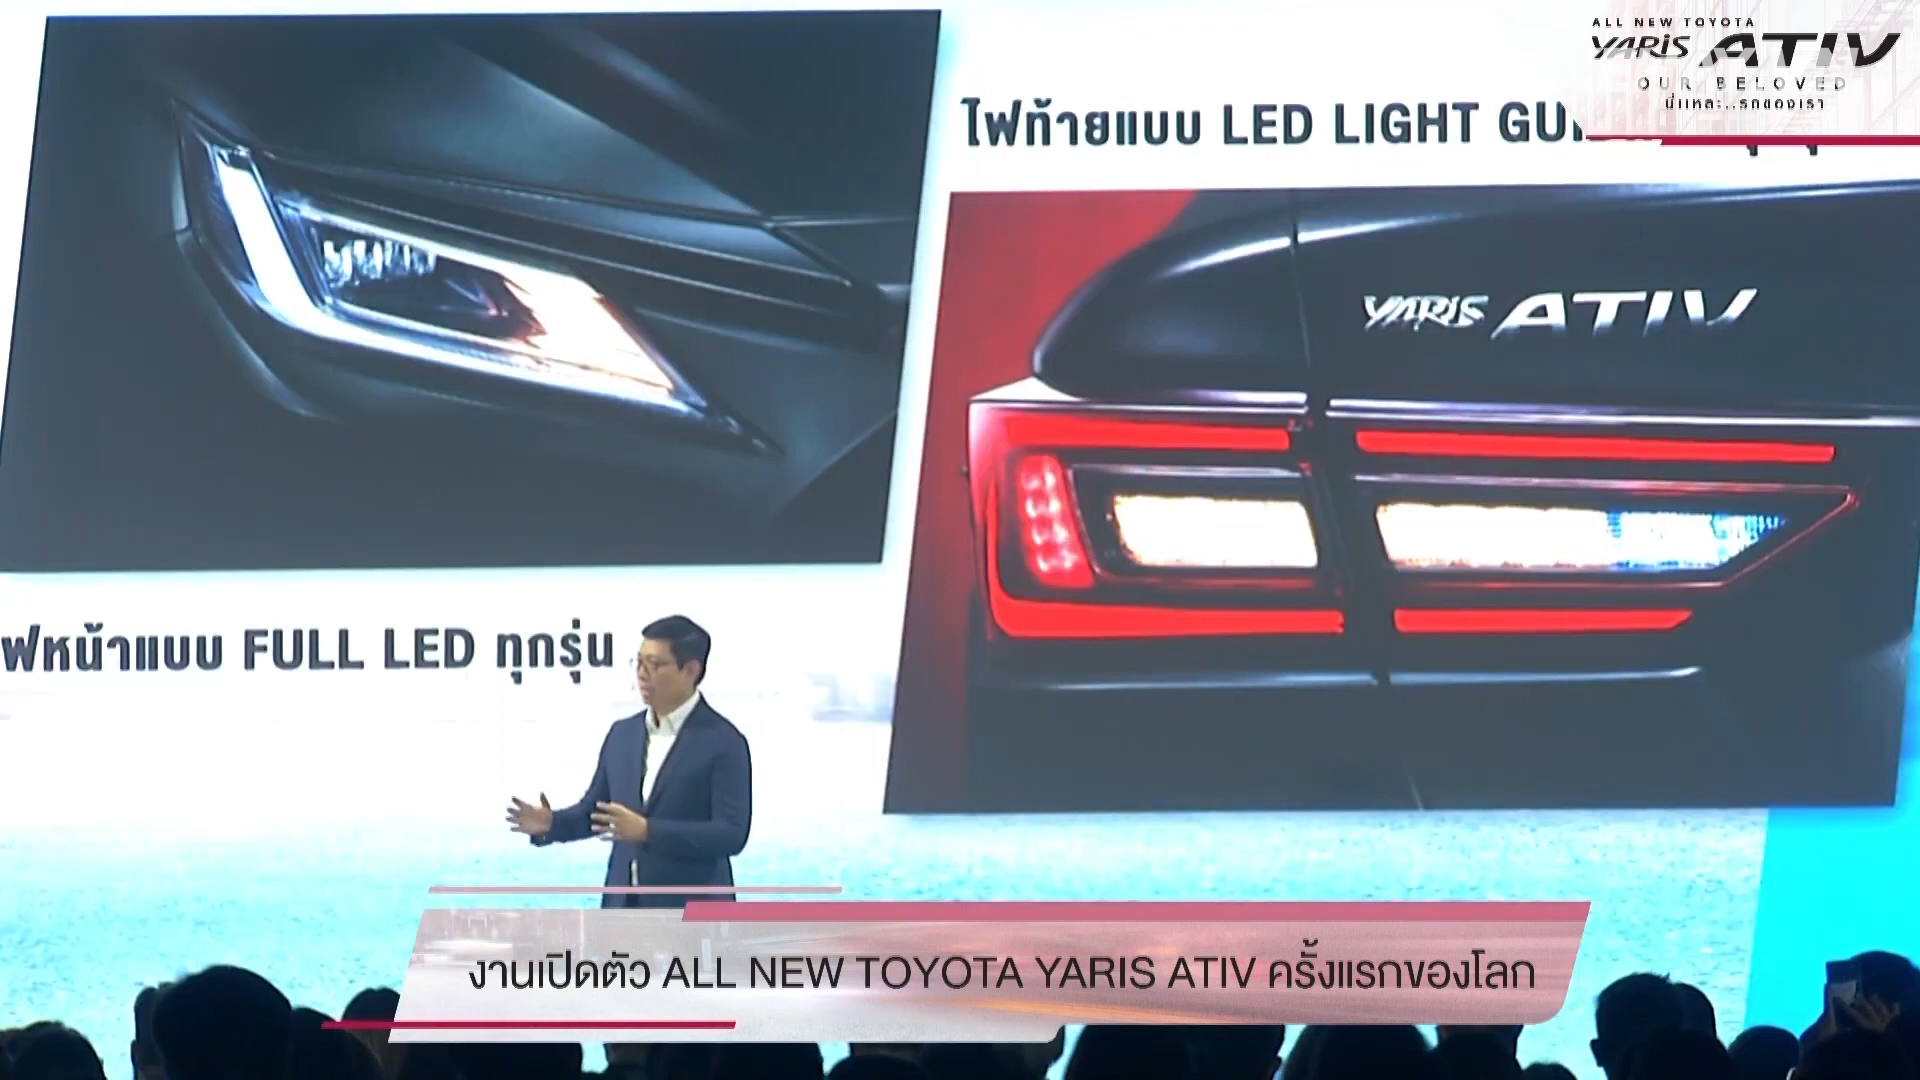 ALL NEW TOYOTA
YARIS ATIV
OUR BELOVED
นี่แหละ..รถของเรา
ไฟท้ายแบบ LED LIGHT
YARIS ATIV
ฟหน้าแบบ FULL LED ทุกรุ่น
งานเปิดตัว ALL NEW TOYOTA YARIS ATIV ครั้งแรกของโลก